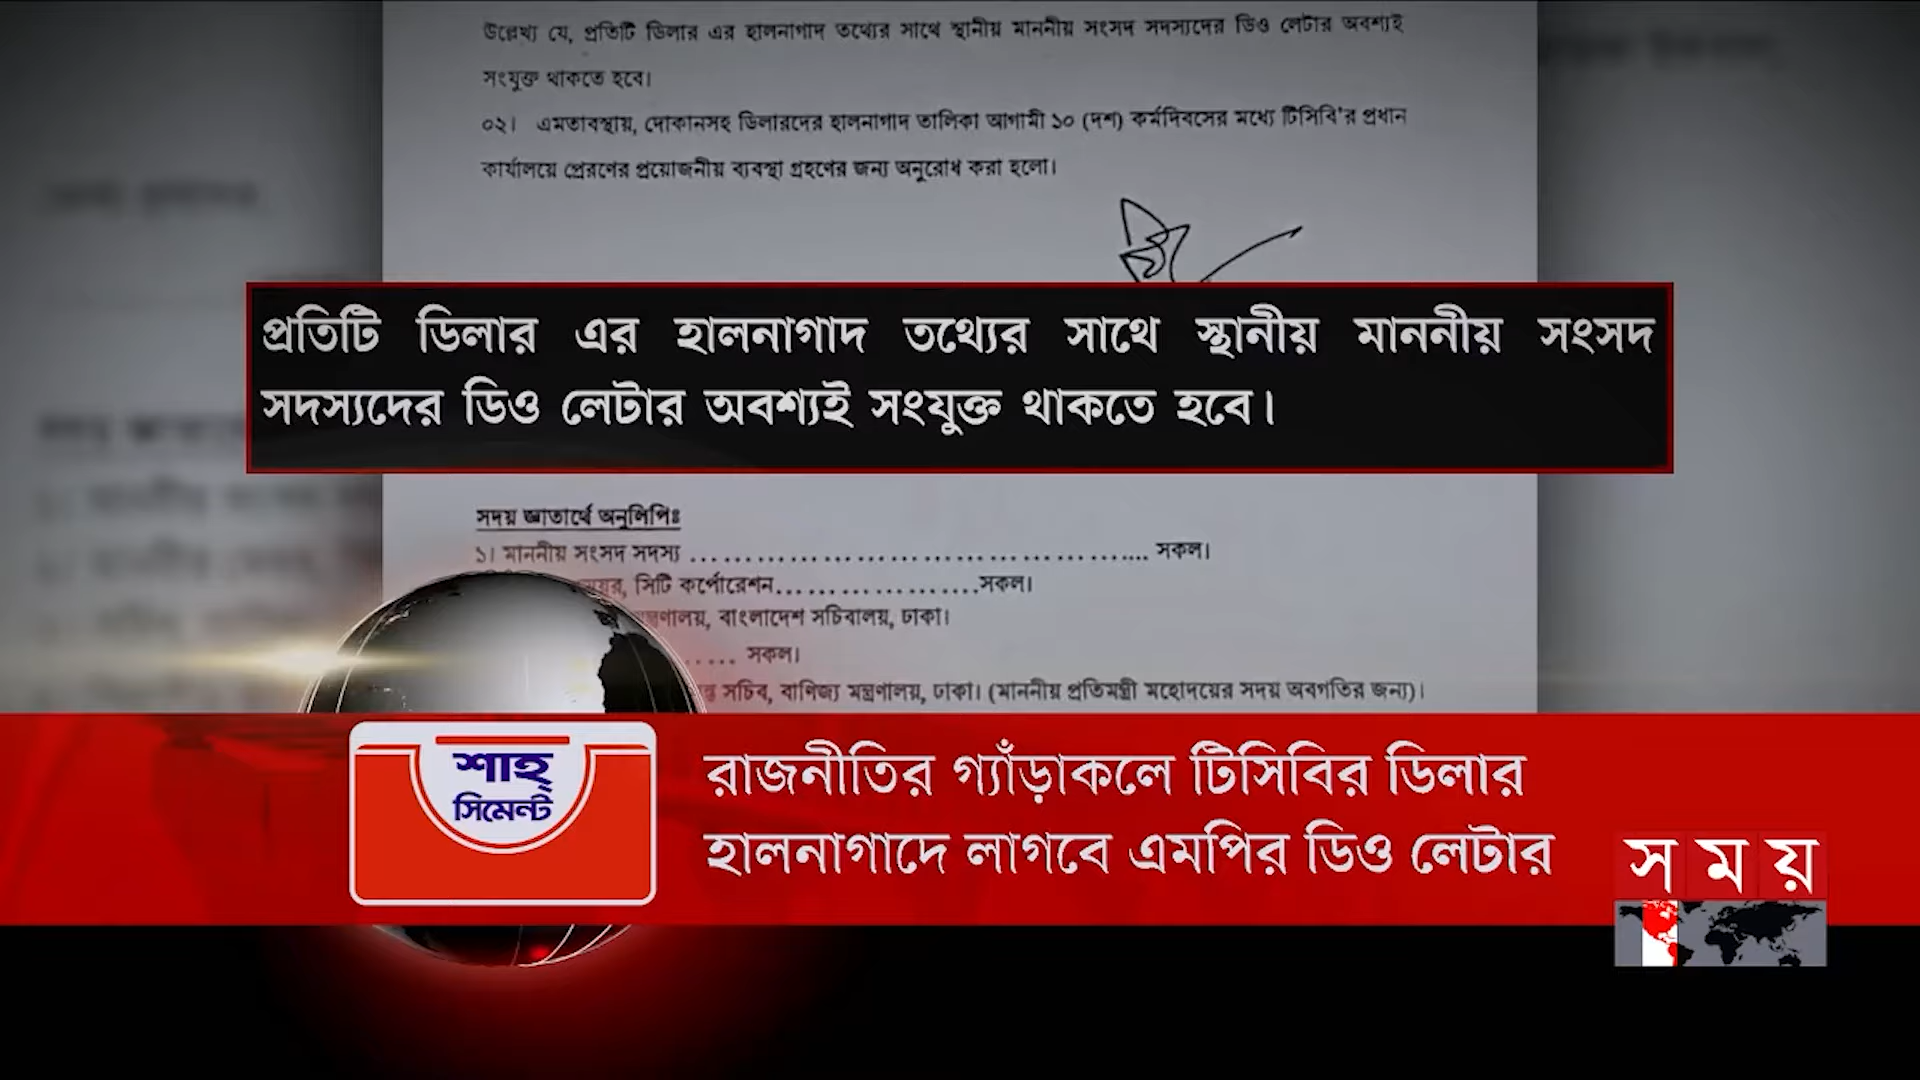 উল্লেখ্য যে, প্রতিটি ডিলার এর হালনাগাদ তথ্যের সাথে স্থানীয় মাননীয় সংসদ সদস্যদের ডিও লেটার অবশ্যই
সংযুক্ত থাকতে হবে।
০২। এমতাবস্থায়, দোকানসহ ডিলারদের হালনাগাদ তালিকা আগামী ১০ (দশ) কর্মদিবসের মধ্যে টিসিবি'র প্রধান
কার্যালয়ে প্রেরণের প্রয়োজনীয় ব্যবস্থা গ্রহণের জন্য অনুরোধ করা হলো।
প্রতিটি ডিলার এর হালনাগাদ তথ্যের সাথে স্থানীয় মাননীয় সংসদ
সদস্যদের ডিও লেটার অবশ্যই সংযুক্ত থাকতে হবে।
সদয় জ্ঞাতার্থে অনুলিপিঃ
১। মাননীয় সংসদ সদস্য ........................................ সকল।
সিটি কর্পোরেশন....................সকল।
বাংলাদেশ সচিবালয়, ঢাকা।
..... সকল।
সচিব, বাণিজ্য মন্ত্রণালয়, ঢাকা। (মাননীয় প্রতিমন্ত্রী মহোদয়ের সদয় অবগতির জন্য)।
শাহ্
সিমেন্ট
রাজনীতির গ্যাঁড়াকলে টিসিবির ডিলার
হালনাগাদে লাগবে এমপির ডিও লেটার
সময়